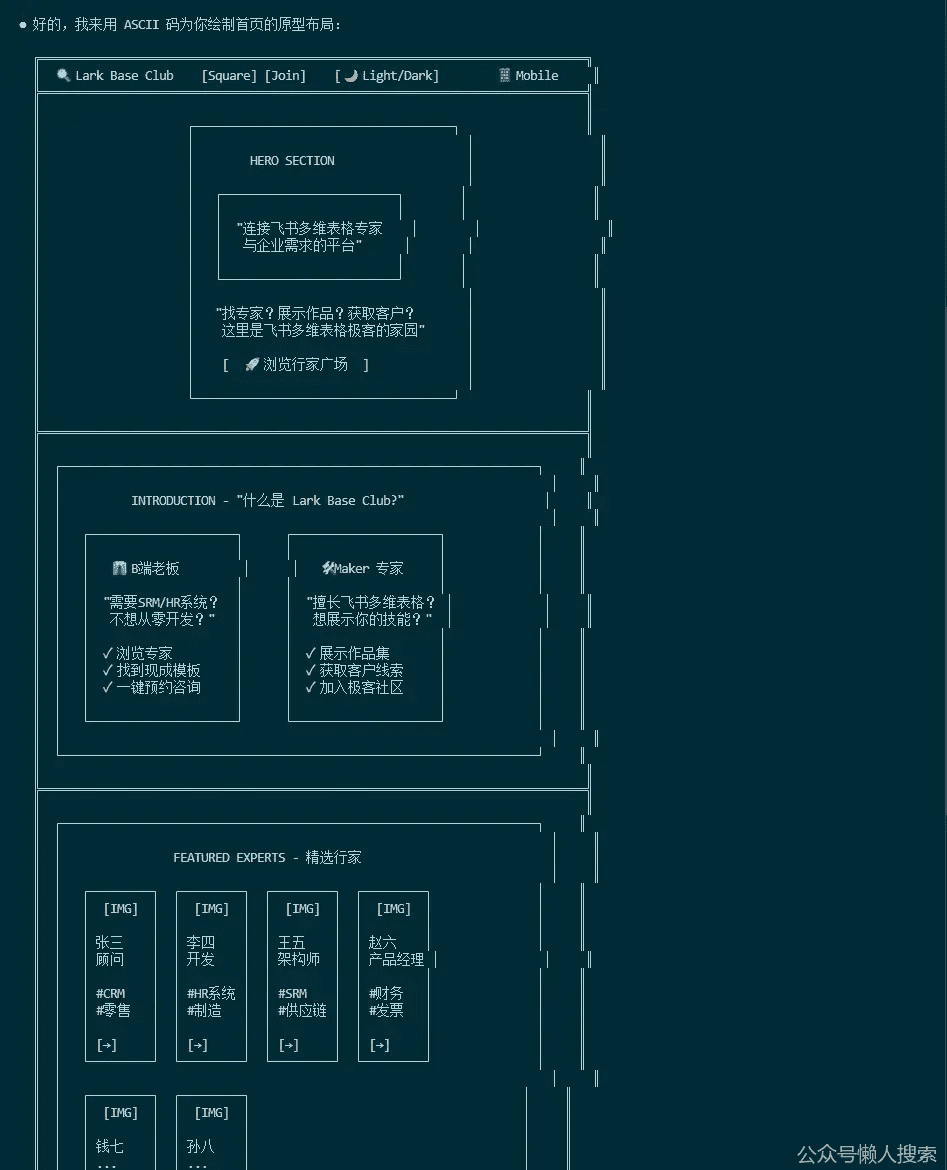 ● 好的，我来用 ASCII 码为你绘制首页的原型布局：
🔍 Lark Base Club [Square] [Join] [🌙 Light/Dark] 📱 Mobile
HERO SECTION
"连接飞书多维表格专家
与企业需求的平台"
"找专家？展示作品？获取客户？
这里是飞书多维表格极客的家园"
[ 🚀 浏览行家广场 ]
INTRODUCTION - "什么是 Lark Base Club?"
B端老板
🛠Maker 专家
"需要SRM/HR系统？
不想从零开发？"
"擅长飞书多维表格？
想展示你的技能？"
✓ 浏览专家
✓ 找到现成模板
✓ 一键预约咨询
✓ 展示作品集
✓ 获取客户线索
✓ 加入极客社区
FEATURED EXPERTS - 精选行家
[IMG] [IMG] [IMG] [IMG]
张三 李四 王五 赵六
顾问 开发 架构师 产品经理
#CRM #HR系统 #SRM #财务
#零售 #制造 #供应链 #发票
[→] [→] [→] [→]
[IMG] [IMG]
钱七 孙八
... ...
公众号懒人搜索